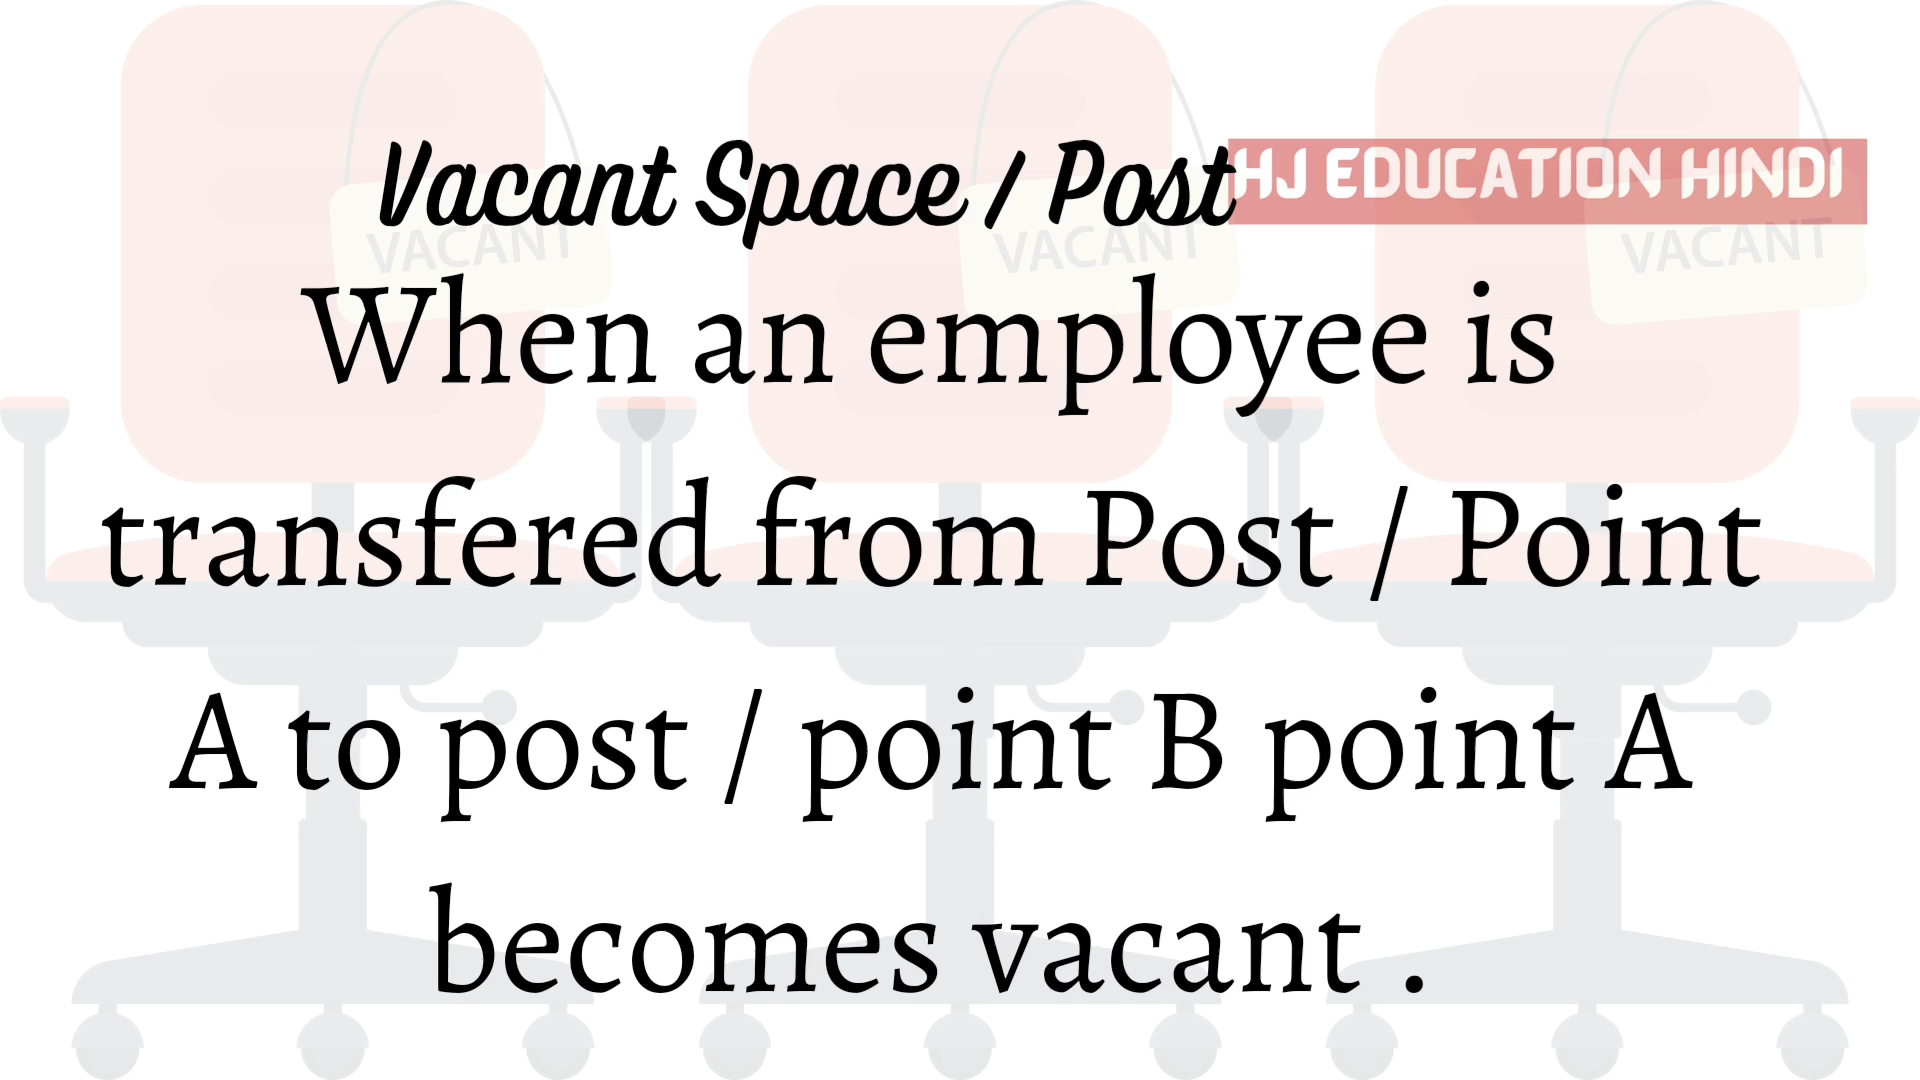 Vacant Space / Post
HJ EDUCATION HINDI
VACANT
VACANT
VACANT
When an employee is
transfered from Post / Point
A to post / point B point A
becomes vacant .